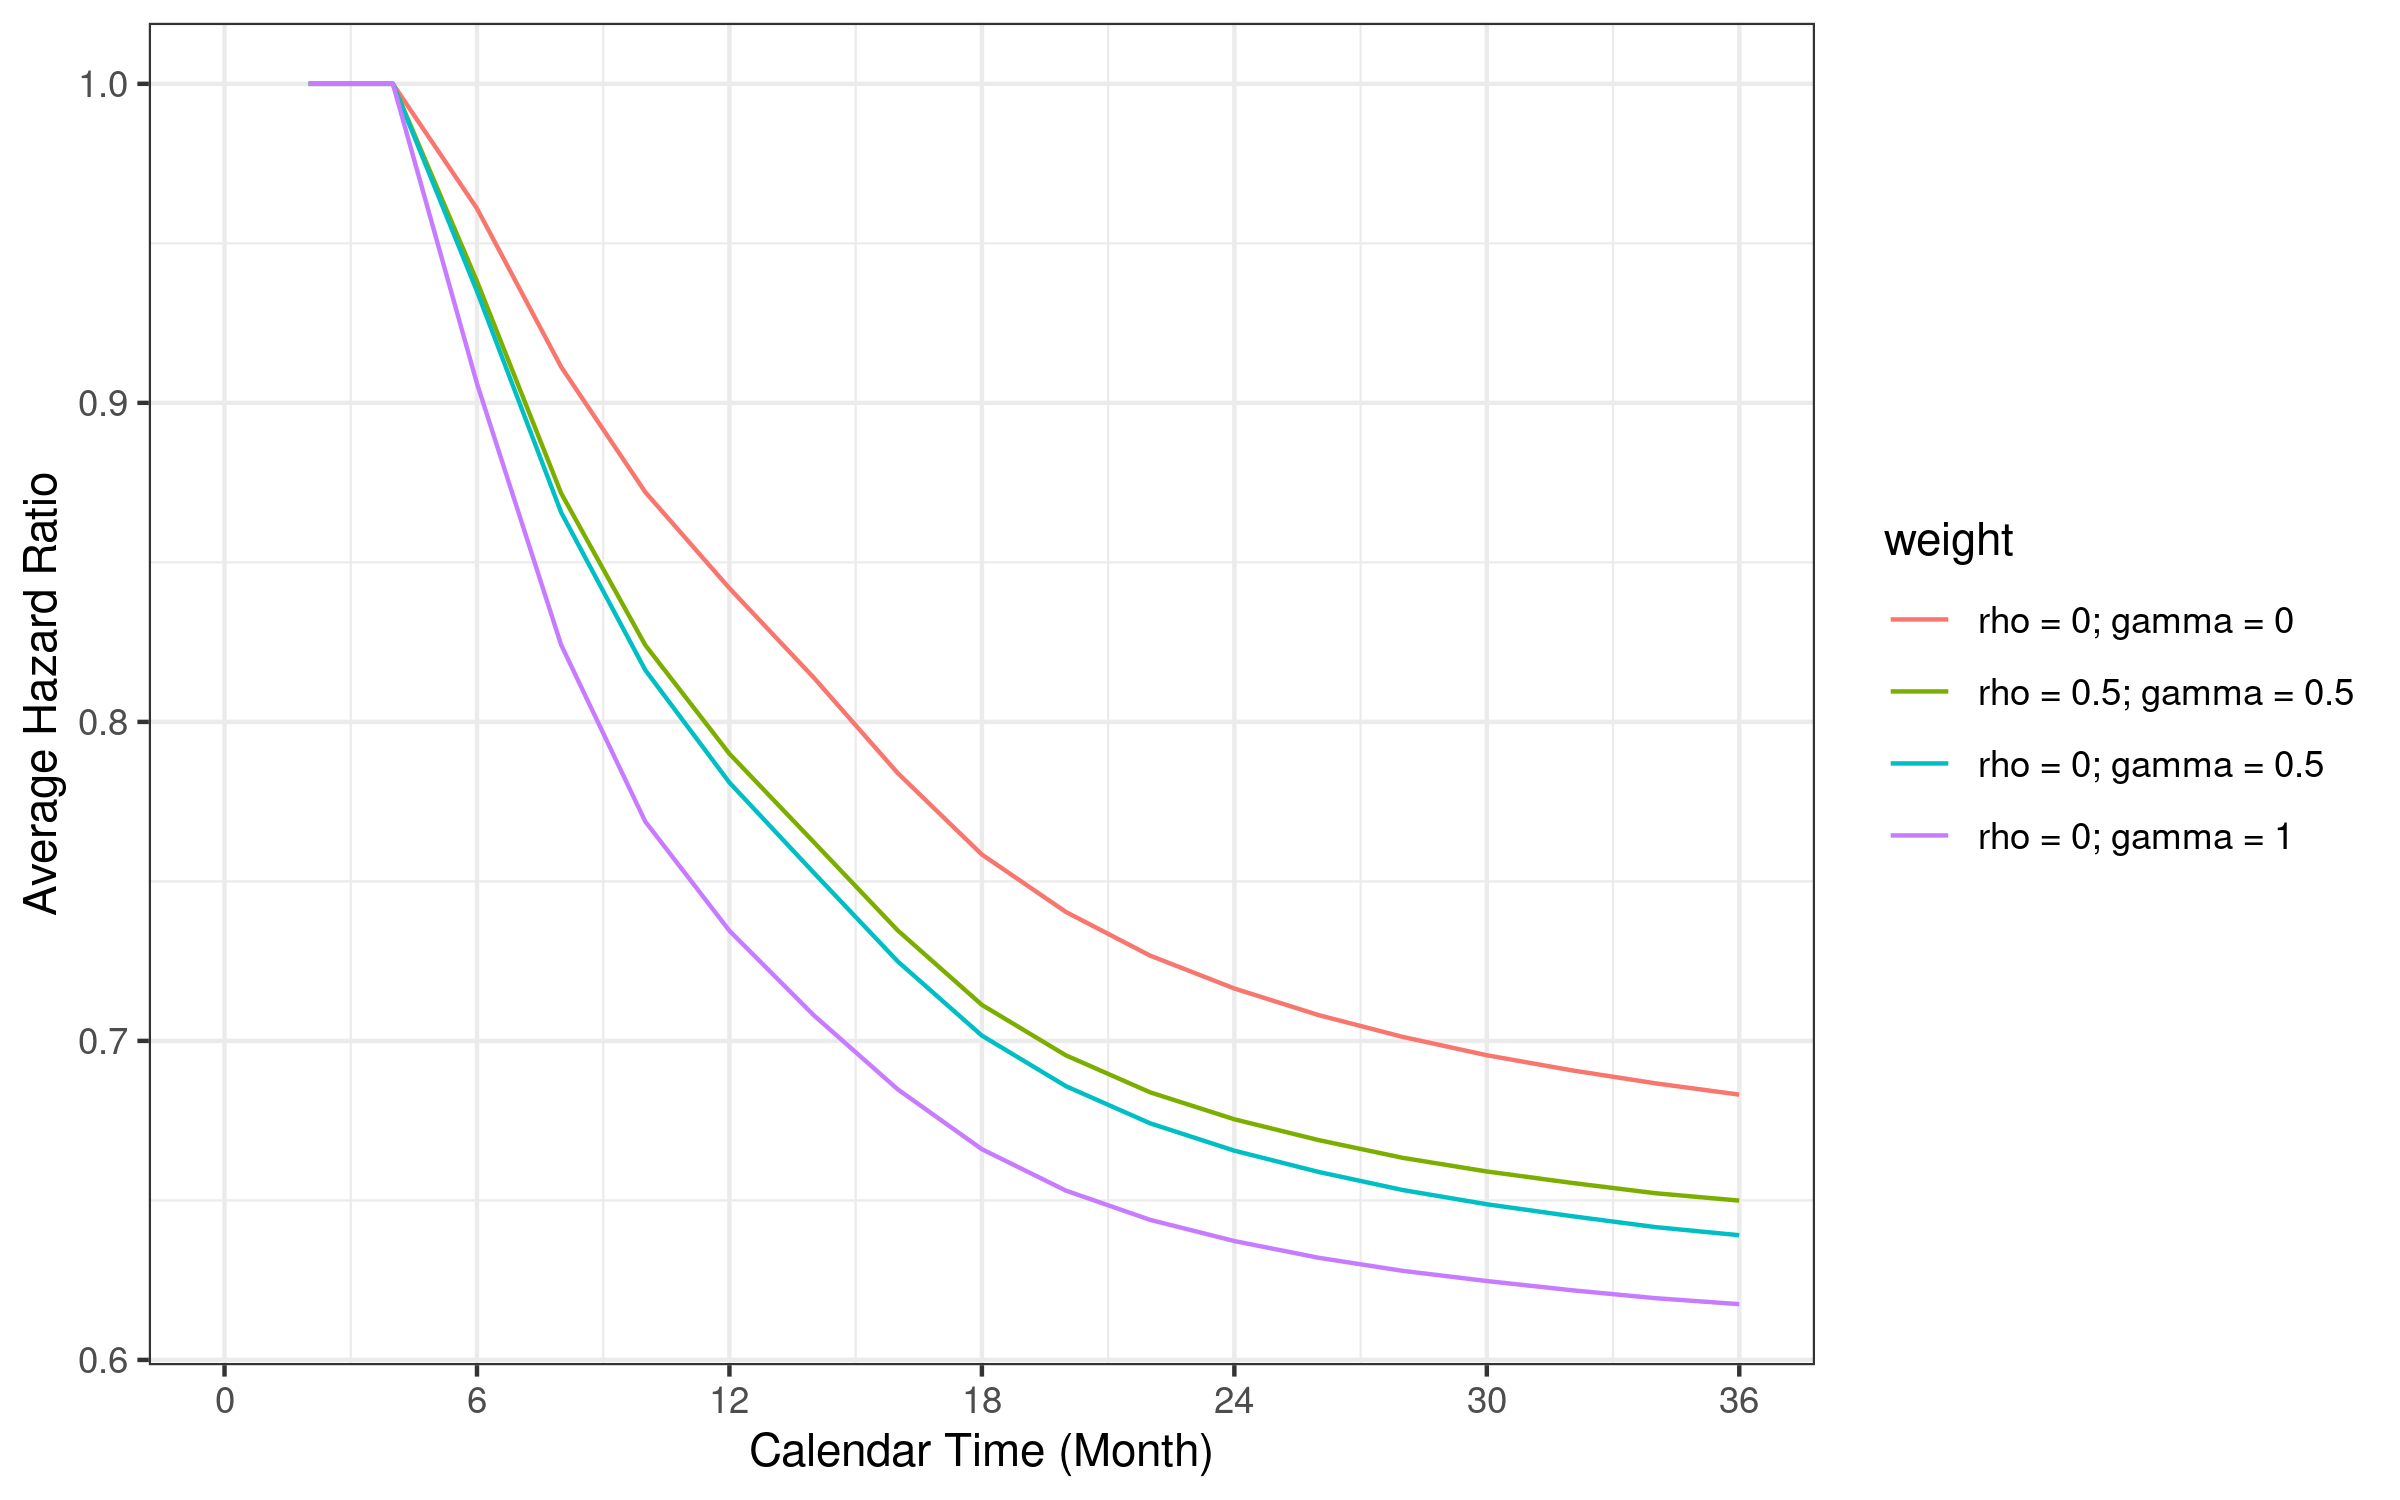 1.0
0.9
0.8
0.7
0.6
Average Hazard Ratio
0 6 12 18 24 30 36
Calendar Time (Month)
weight
rho = 0; gamma = 0
rho = 0.5; gamma = 0.5
rho = 0; gamma = 0.5
rho = 0; gamma = 1